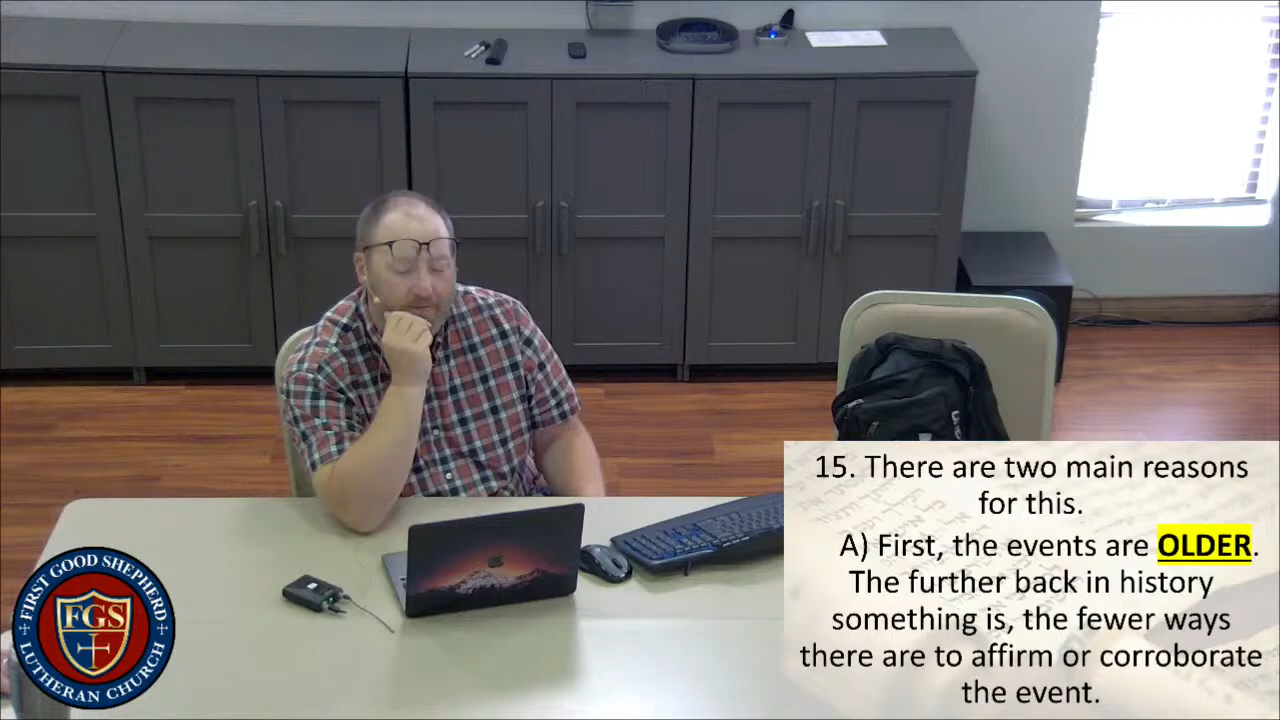 15. There are two main reasons
for this.
A) First, the events are OLDER.
The further back in history
something is, the fewer ways
there are to affirm or corroborate
the event.
FIRST GOOD SHEPHERD
FGS
LUTHERAN CHURCH